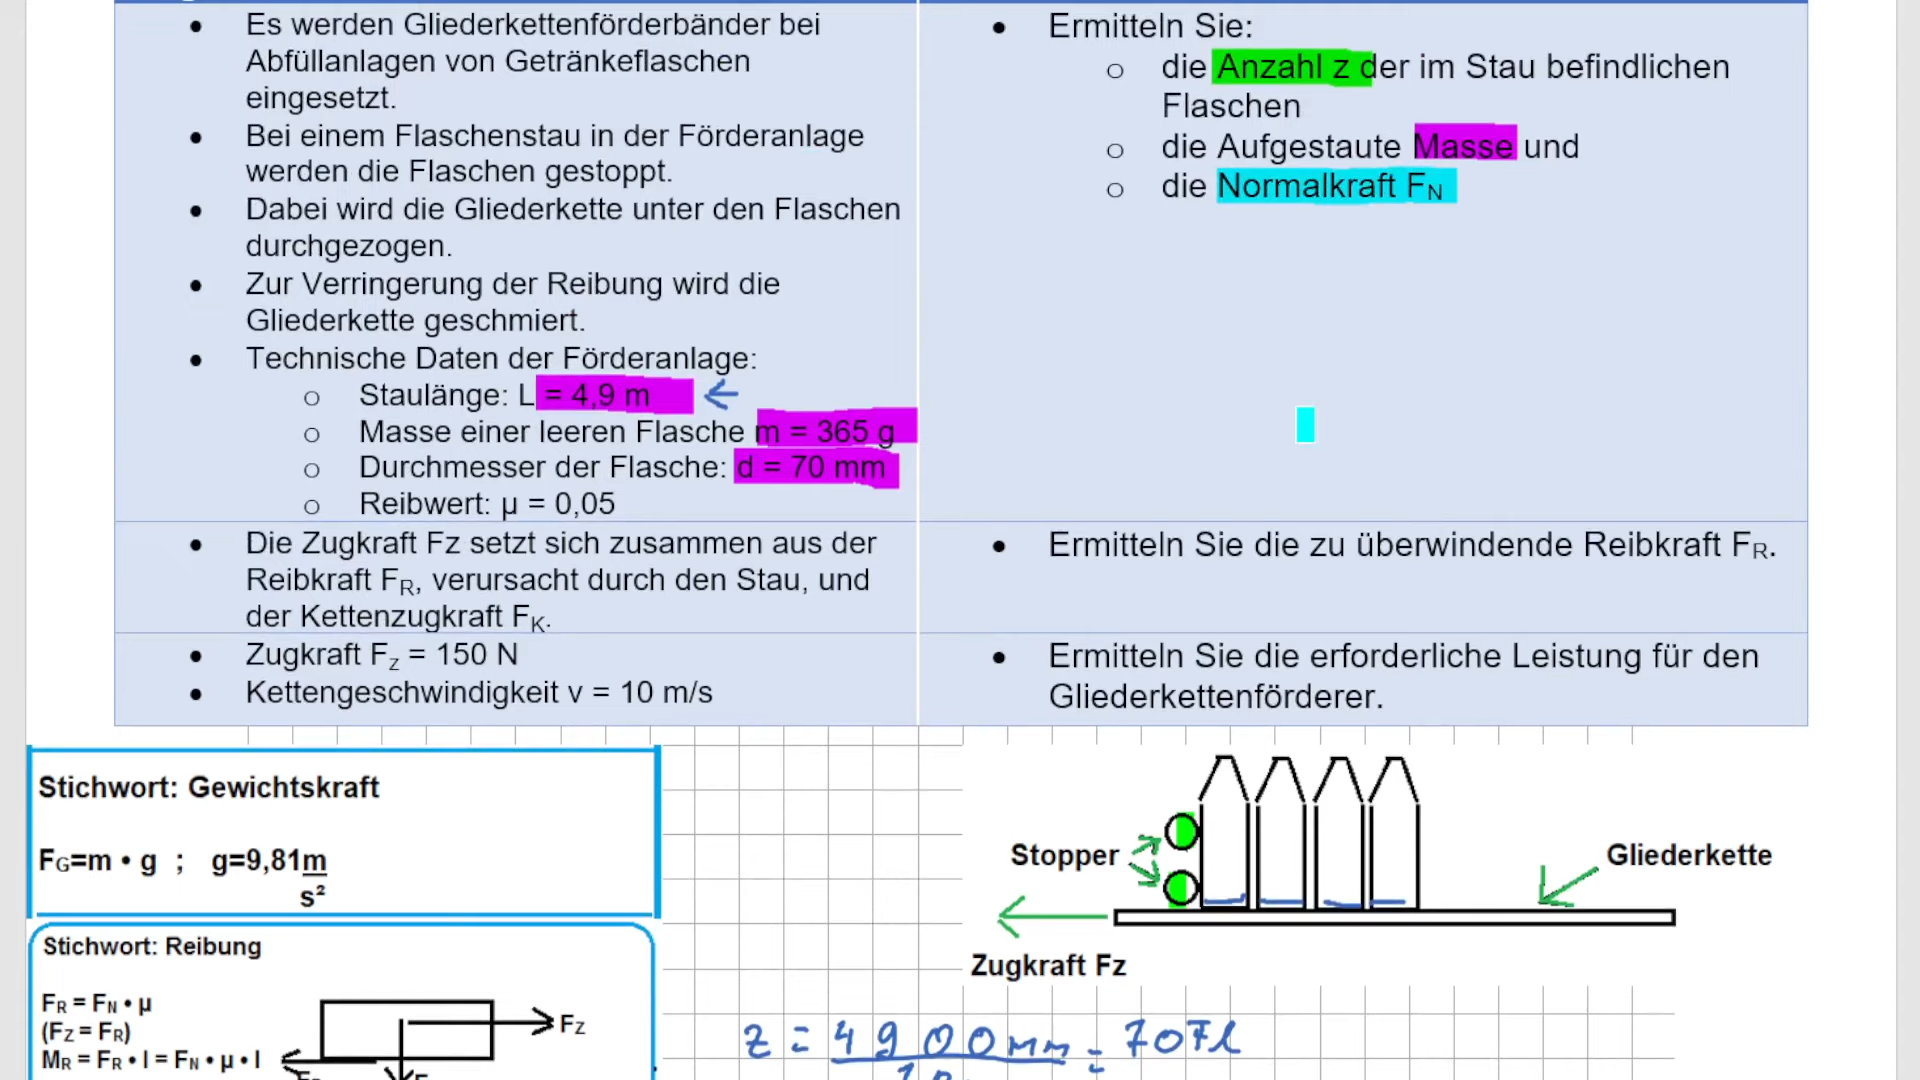 Es werden Gliederkettenförderbänder bei
Abfüllanlagen von Getränkeflaschen
eingesetzt.
Bei einem Flaschenstau in der Förderanlage
werden die Flaschen gestoppt.
Dabei wird die Gliederkette unter den Flaschen
durchgezogen.
Zur Verringerung der Reibung wird die
Gliederkette geschmiert.
Technische Daten der Förderanlage:
Staulänge: L = 4,9 m
Masse einer leeren Flasche m = 365 g
Durchmesser der Flasche: d = 70 mm
Reibwert: µ = 0,05
Ermitteln Sie:
die Anzahl z der im Stau befindlichen
Flaschen
die Aufgestaute Masse und
die Normalkraft FN
Die Zugkraft Fz setzt sich zusammen aus der
Reibkraft FR, verursacht durch den Stau, und
der Kettenzugkraft FK.
Ermitteln Sie die zu überwindende Reibkraft FR.
Zugkraft Fz = 150 N
Kettengeschwindigkeit v = 10 m/s
Ermitteln Sie die erforderliche Leistung für den
Gliederkettenförderer.
Stichwort: Gewichtskraft
FG=m • g ; g=9,81m
s²
Stichwort: Reibung
FR = FN • µ
(FZ = FR)
MR = FR • l = FN • µ • l
FZ
Stopper
Gliederkette
Zugkraft Fz
z = 4900mm = 70Fl